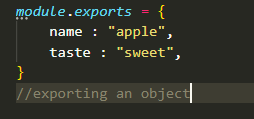 module.exports = {
    name : "apple",
    taste : "sweet",
}
//exporting an object